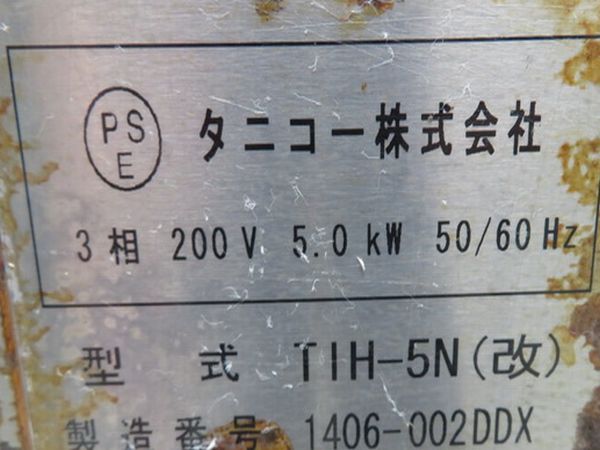 PS
E
タニコー株式会社
3相 200V 5.0kW 50/60Hz
型式 TIH-5N(改)
製造番号 1406-002DDX